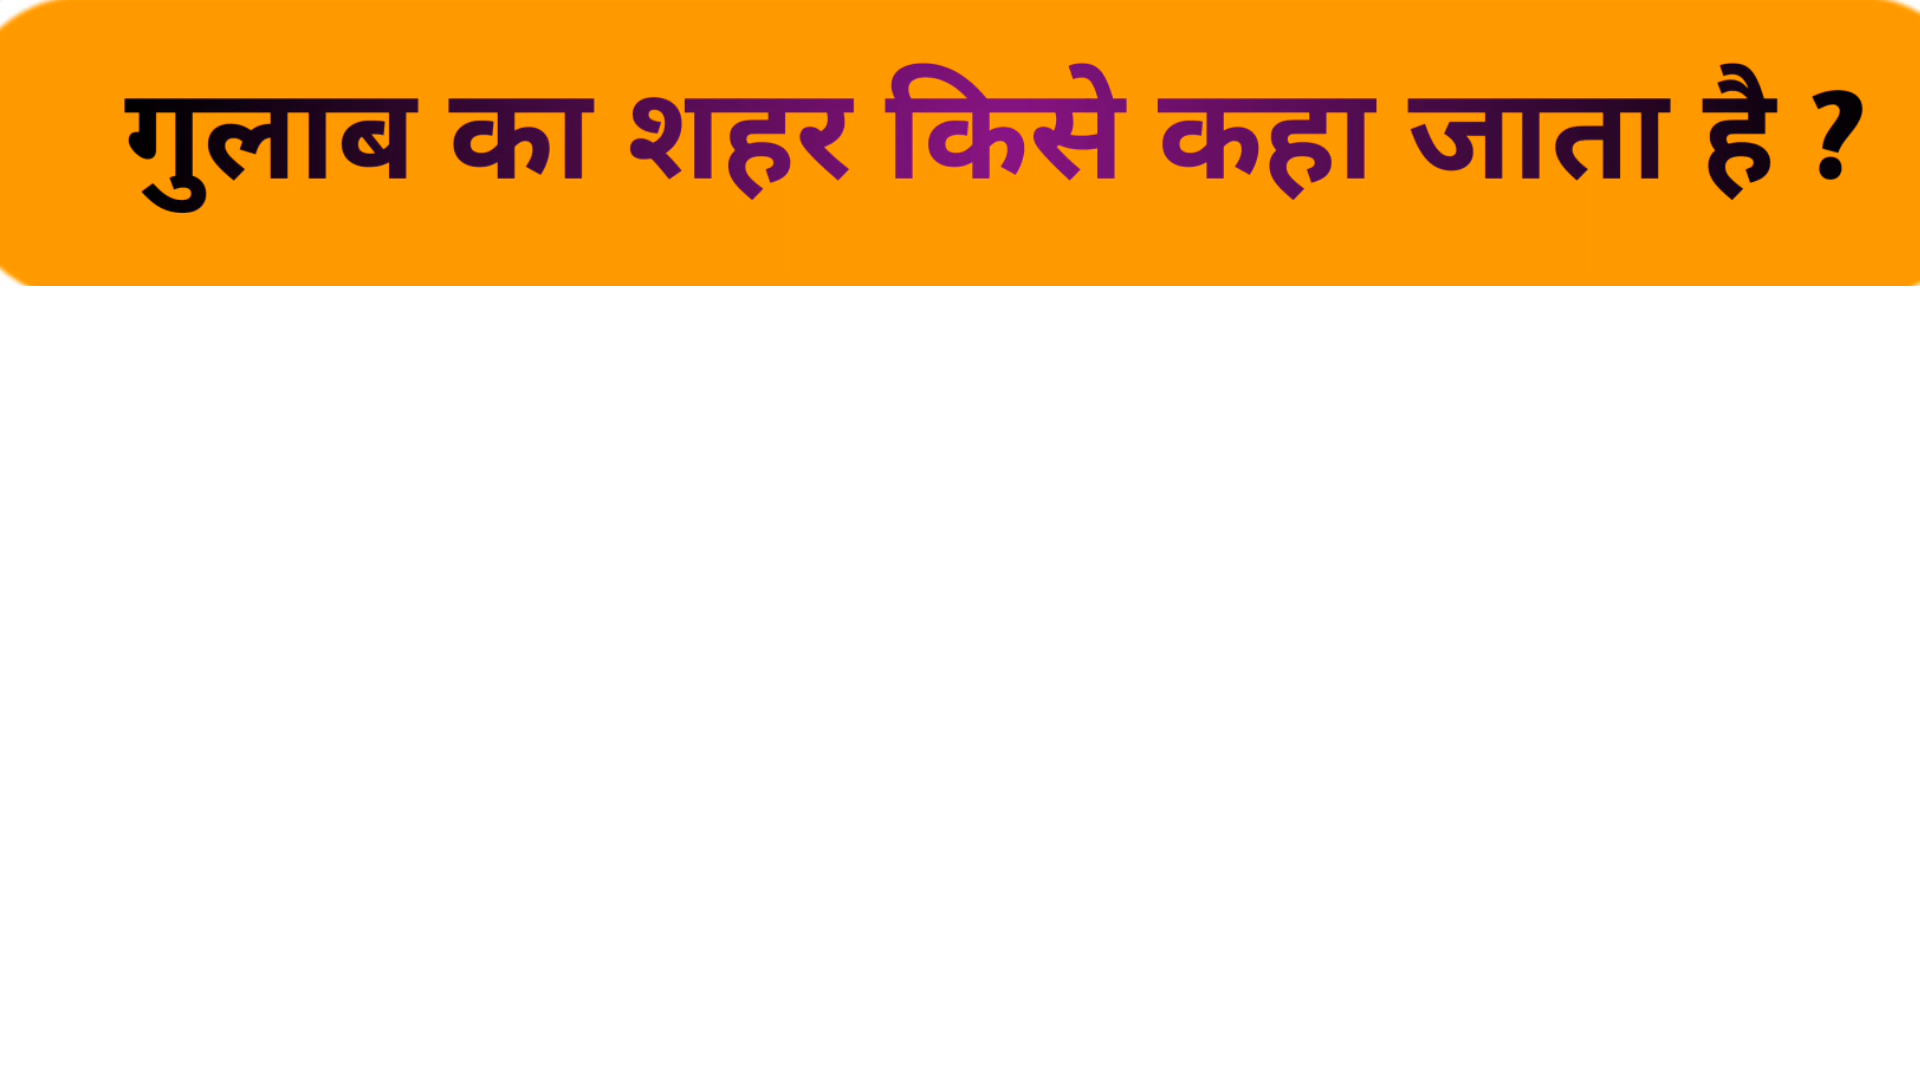 गुलाब का शहर किसे कहा जाता है ?